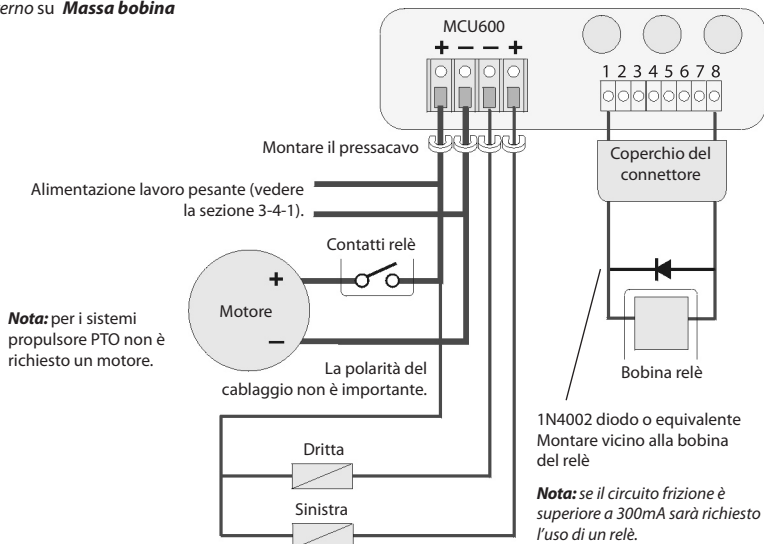 erno su Massa bobina
MCU600
+ − − +
1 2 3 4 5 6 7 8
Montare il pressacavo
Coperchio del
connettore
Alimentazione lavoro pesante (vedere
la sezione 3-4-1).
Contatti relè
+
Motore
−
Nota: per i sistemi
propulsore PTO non è
richiesto un motore.
La polarità del
cablaggio non è importante.
Bobina relè
1N4002 diodo o equivalente
Montare vicino alla bobina
del relè
Dritta
Sinistra
Nota: se il circuito frizione è
superiore a 300mA sarà richiesto
l'uso di un relè.